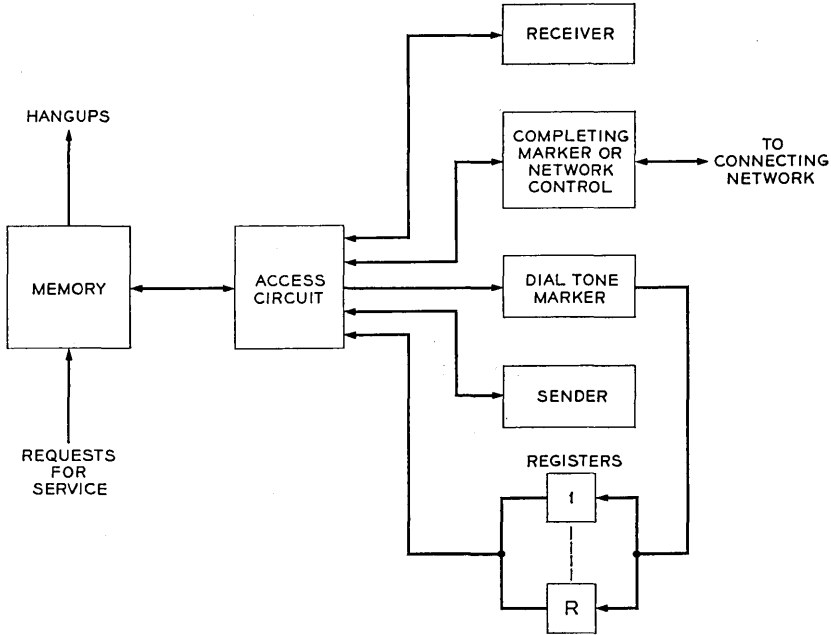 RECEIVER
HANGUPS
COMPLETING
MARKER OR
NETWORK
CONTROL
TO
CONNECTING
NETWORK
MEMORY
ACCESS
CIRCUIT
DIAL TONE
MARKER
SENDER
REQUESTS
FOR
SERVICE
REGISTERS
1
R